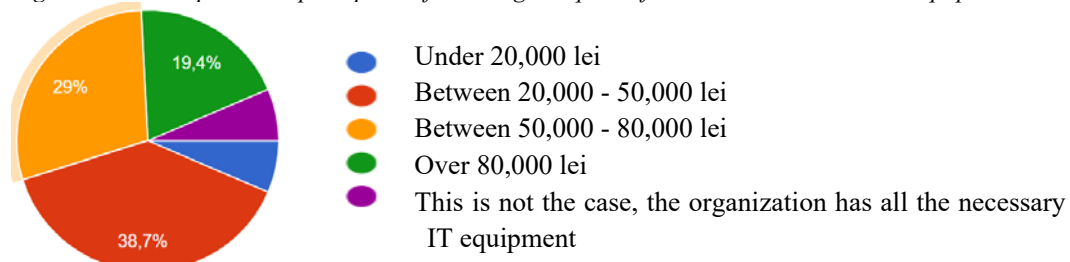 19,4%
29%
38,7%
Under 20,000 lei
Between 20,000 - 50,000 lei
Between 50,000 - 80,000 lei
Over 80,000 lei
This is not the case, the organization has all the necessary
IT equipment